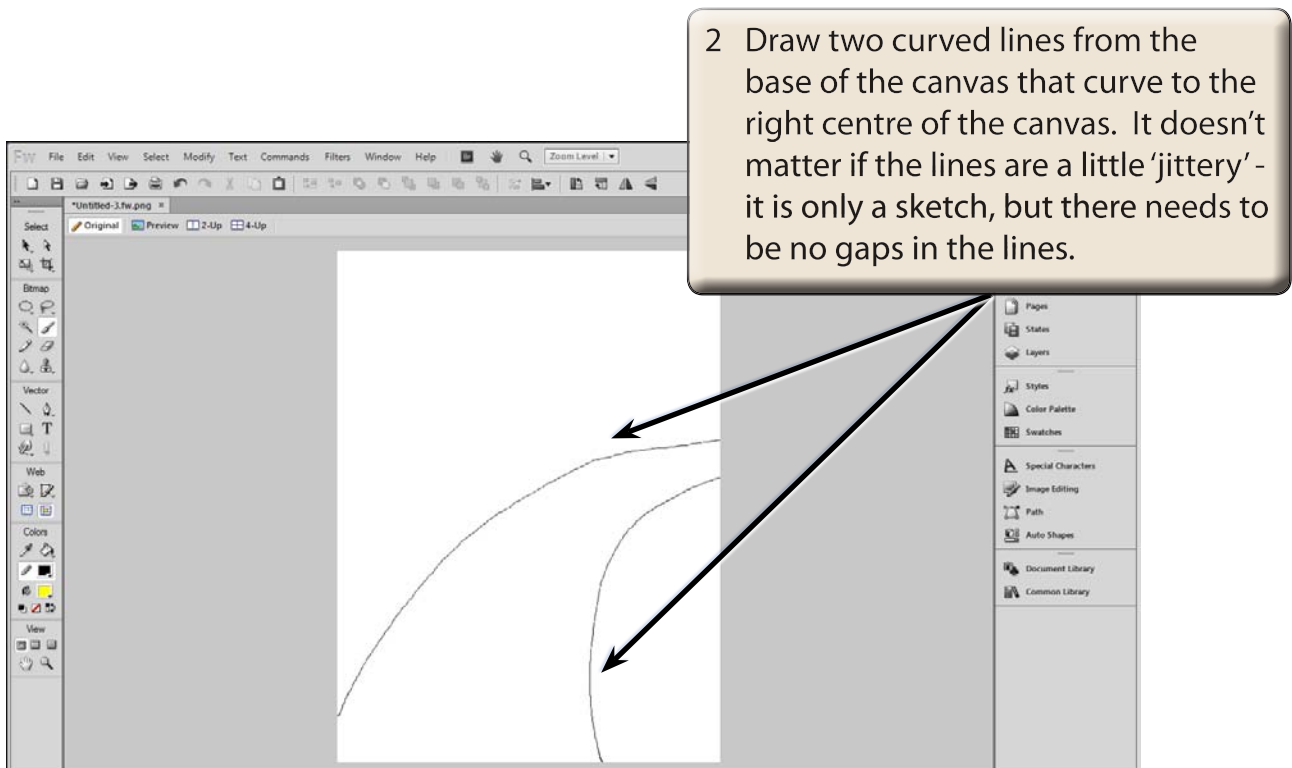 2 Draw two curved lines from the
base of the canvas that curve to the
right centre of the canvas. It doesn't
matter if the lines are a little 'jittery' -
it is only a sketch, but there needs to
be no gaps in the lines.
Fw File Edit View Select Modify Text Commands Filters Window Help Zoom Level
*Untitled-3.fw.png ×
Original Preview 2-Up 4-Up
Select
Bitmap
Vector
T
Web
Colors
View
Pages
States
Layers
Styles
Color Palette
Swatches
Special Characters
Image Editing
Path
Auto Shapes
Document Library
Common Library